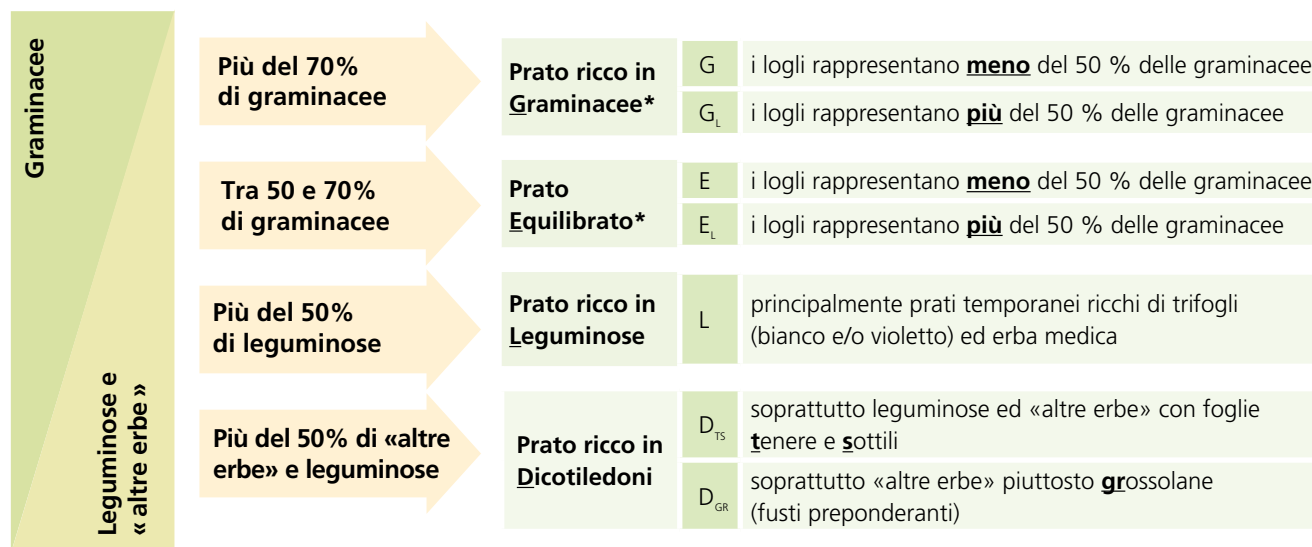 Graminacee
Leguminose e
« altre erbe »
Più del 70%
di graminacee
Prato ricco in
Graminacee*
G
i logli rappresentano meno del 50 % delle graminacee
G_L
i logli rappresentano più del 50 % delle graminacee
Tra 50 e 70%
di graminacee
Prato
Equilibrato*
E
i logli rappresentano meno del 50 % delle graminacee
E_L
i logli rappresentano più del 50 % delle graminacee
Più del 50%
di leguminose
Prato ricco in
Leguminose
L
principalmente prati temporanei ricchi di trifogli
(bianco e/o violetto) ed erba medica
Più del 50% di «altre
erbe» e leguminose
Prato ricco in
Dicotiledoni
D_TS
soprattutto leguminose ed «altre erbe» con foglie
tenere e sottili
D_GR
soprattutto «altre erbe» piuttosto grossolane
(fusti preponderanti)